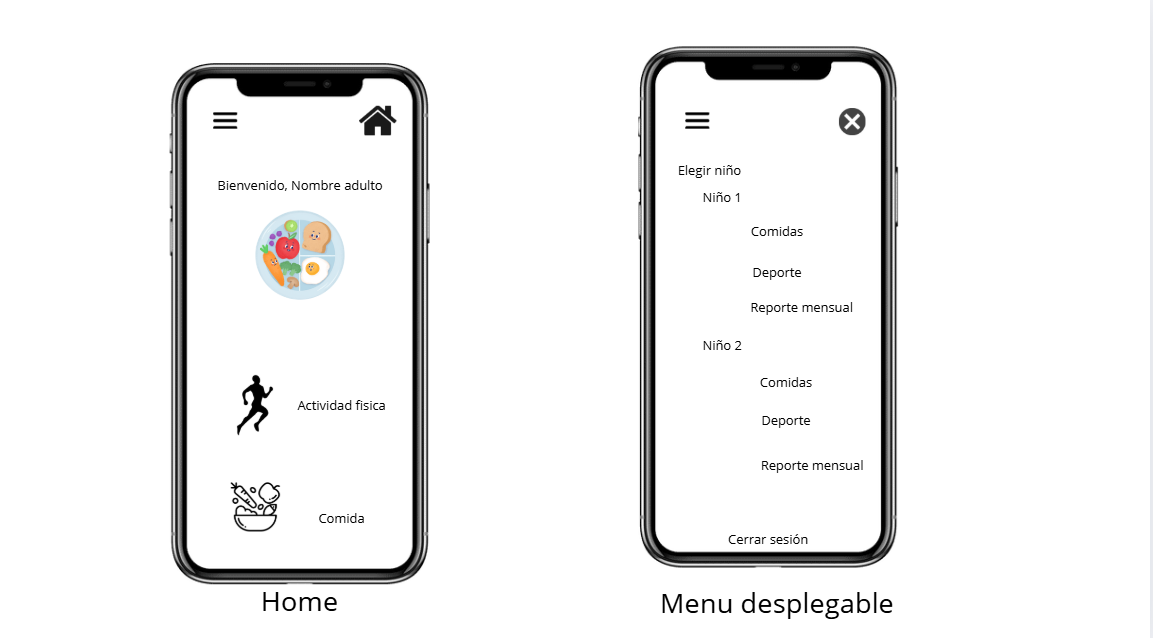 Bienvenido, Nombre adulto
Actividad fisica
Comida
Home
Elegir niño
Niño 1
Comidas
Deporte
Reporte mensual
Niño 2
Comidas
Deporte
Reporte mensual
Cerrar sesión
Menu desplegable